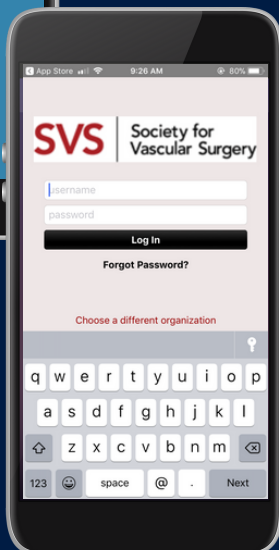 App Store 9:26 AM 80%
SVS Society for
Vascular Surgery
username
password
Log In
Forgot Password?
Choose a different organization
q w e r t y u i o p
a s d f g h j k l
z x c v b n m
123 space @ . Next